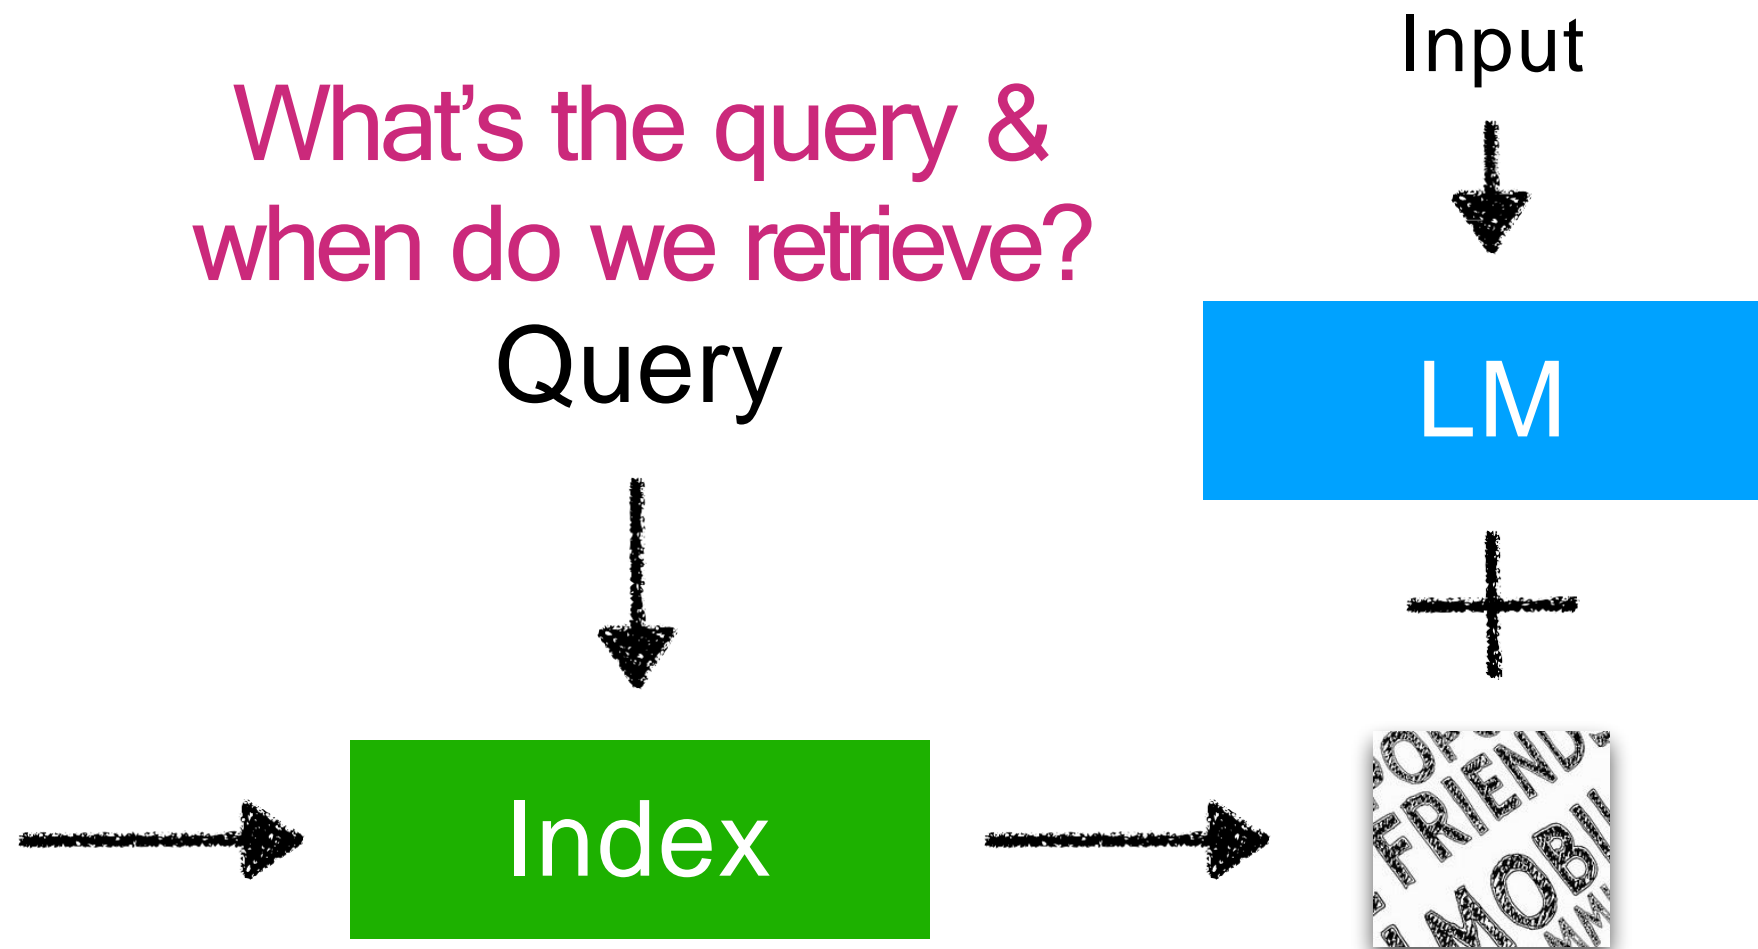 Input
What's the query &
when do we retrieve?
Query
LM
Index
FRIEND
MOBI